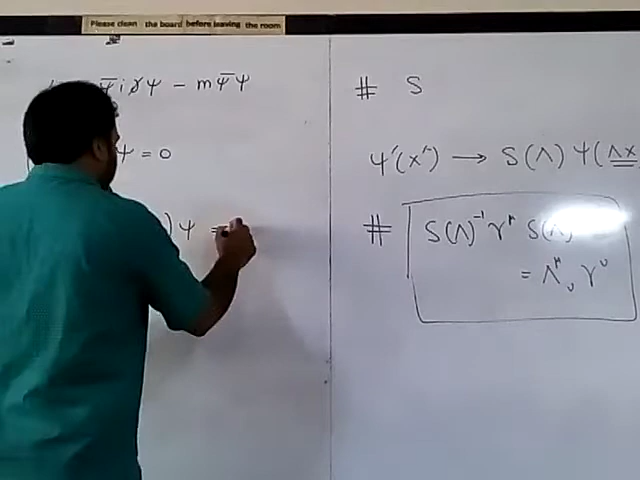 Please clean the board before leaving the room
Ψ̄ i γ Ψ − m Ψ̄ Ψ
Ψ = 0
) Ψ =
# S
Ψ'(x') → S(Λ) Ψ(Λx
# S(Λ)⁻¹ γ^μ S(Λ)
= Λ^μ_ν γ^ν